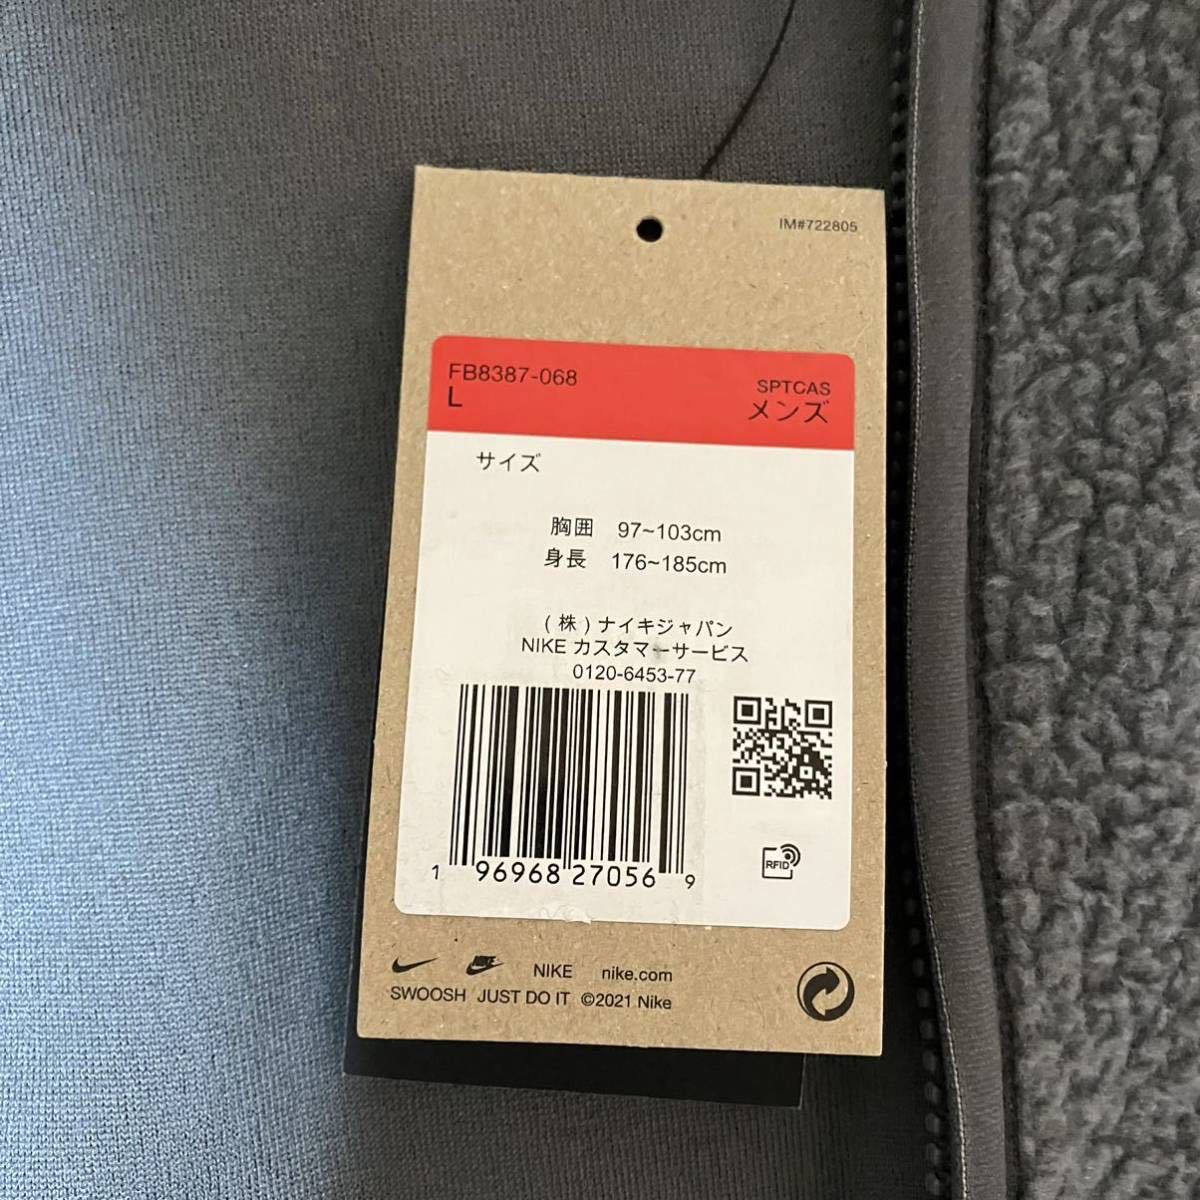 IM#722805
FB8387-068
L
SPTCAS
メンズ
サイズ
胸囲 97~103cm
身長 176~185cm
(株)ナイキジャパン
NIKE カスタマーサービス
0120-6453-77
1 96968 27056 9
RFID
NIKE
NIKE nike.com
SWOOSH JUST DO IT ©2021 Nike